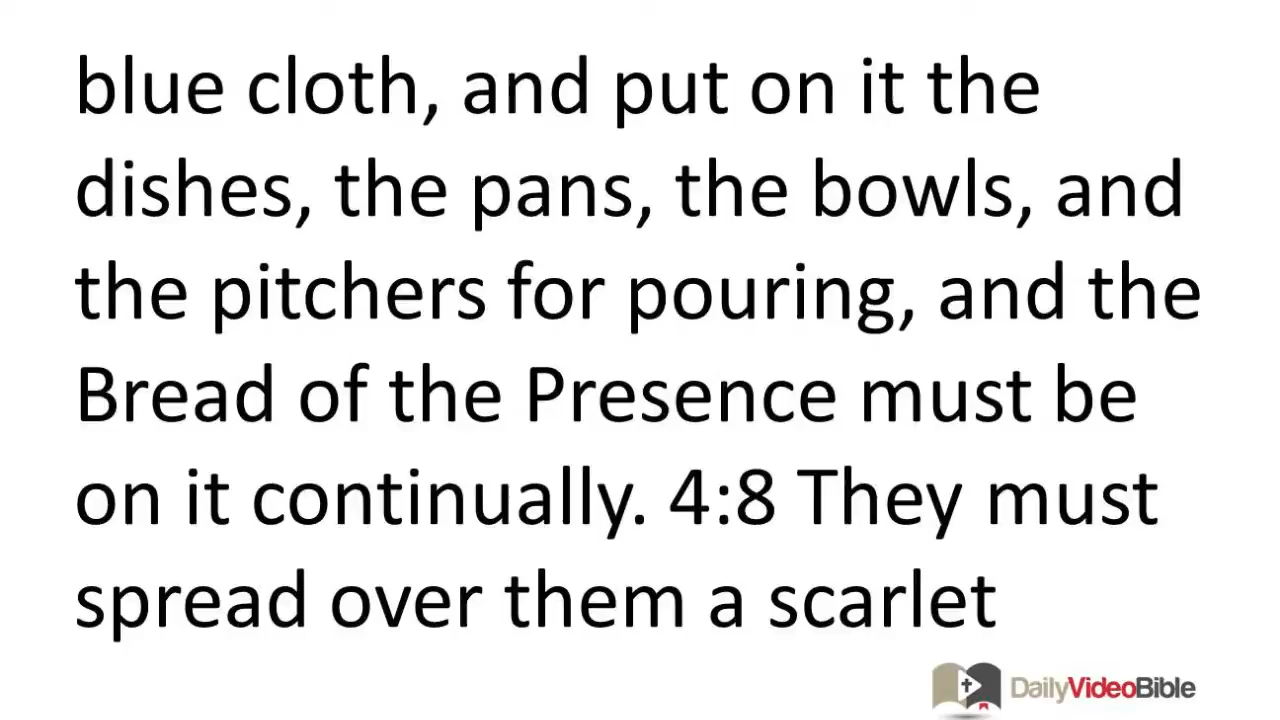 blue cloth, and put on it the
dishes, the pans, the bowls, and
the pitchers for pouring, and the
Bread of the Presence must be
on it continually. 4:8 They must
spread over them a scarlet
DailyVideoBible